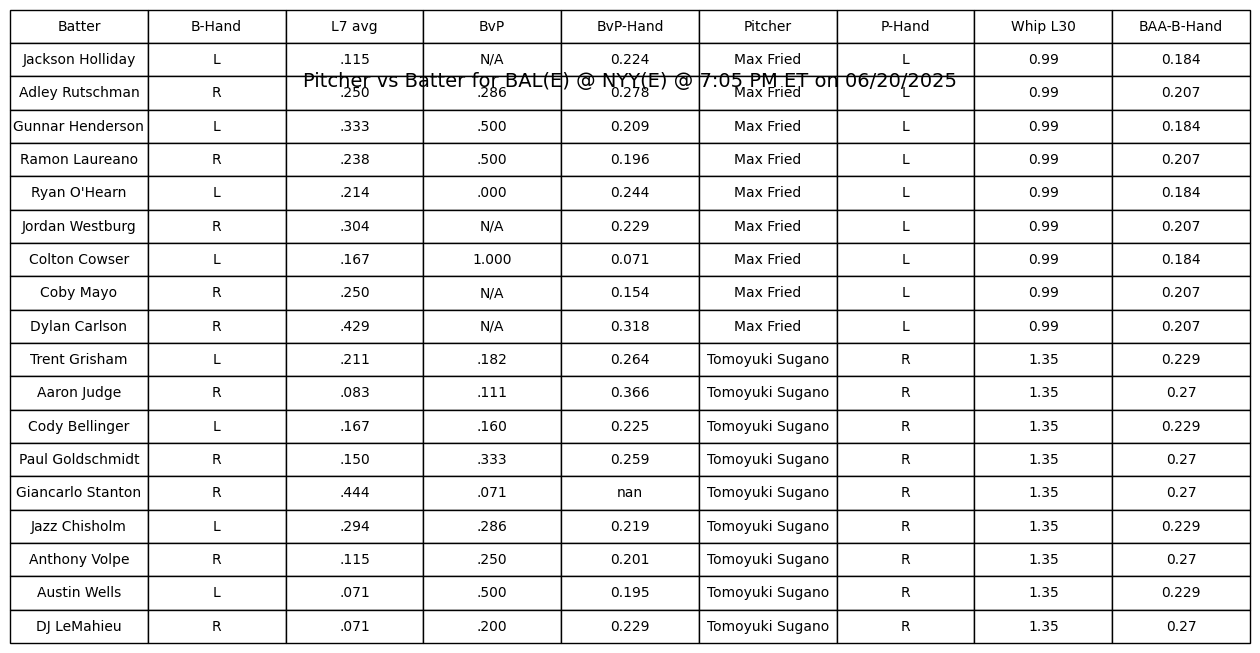 Batter B-Hand L7 avg BvP BvP-Hand Pitcher P-Hand Whip L30 BAA-B-Hand
Jackson Holliday L .115 N/A 0.224 Max Fried L 0.99 0.184
Pitcher vs Batter for BAL(E) @ NYY(E) @ 7:05 PM ET on 06/20/2025
Adley Rutschman R .250 .286 0.278 Max Fried L 0.99 0.207
Gunnar Henderson L .333 .500 0.209 Max Fried L 0.99 0.184
Ramon Laureano R .238 .500 0.196 Max Fried L 0.99 0.207
Ryan O'Hearn L .214 .000 0.244 Max Fried L 0.99 0.184
Jordan Westburg R .304 N/A 0.229 Max Fried L 0.99 0.207
Colton Cowser L .167 1.000 0.071 Max Fried L 0.99 0.184
Coby Mayo R .250 N/A 0.154 Max Fried L 0.99 0.207
Dylan Carlson R .429 N/A 0.318 Max Fried L 0.99 0.207
Trent Grisham L .211 .182 0.264 Tomoyuki Sugano R 1.35 0.229
Aaron Judge R .083 .111 0.366 Tomoyuki Sugano R 1.35 0.27
Cody Bellinger L .167 .160 0.225 Tomoyuki Sugano R 1.35 0.229
Paul Goldschmidt R .150 .333 0.259 Tomoyuki Sugano R 1.35 0.27
Giancarlo Stanton R .444 .071 nan Tomoyuki Sugano R 1.35 0.27
Jazz Chisholm L .294 .286 0.219 Tomoyuki Sugano R 1.35 0.229
Anthony Volpe R .115 .250 0.201 Tomoyuki Sugano R 1.35 0.27
Austin Wells L .071 .500 0.195 Tomoyuki Sugano R 1.35 0.229
DJ LeMahieu R .071 .200 0.229 Tomoyuki Sugano R 1.35 0.27